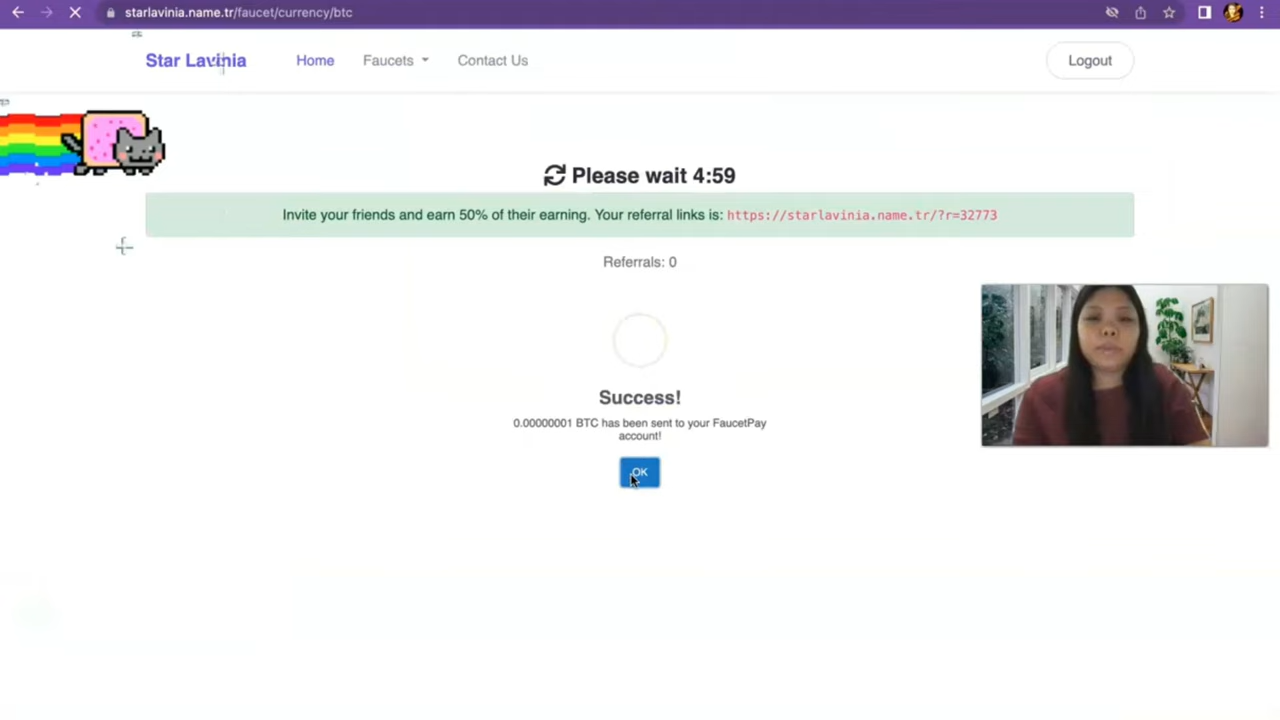 starlavinia.name.tr/faucet/currency/btc
Star Lavinia Home Faucets Contact Us Logout
Please wait 4:59
Invite your friends and earn 50% of their earning. Your referral links is: https://starlavinia.name.tr/?r=32773
Referrals: 0
Success!
0.00000001 BTC has been sent to your FaucetPay
account!
OK